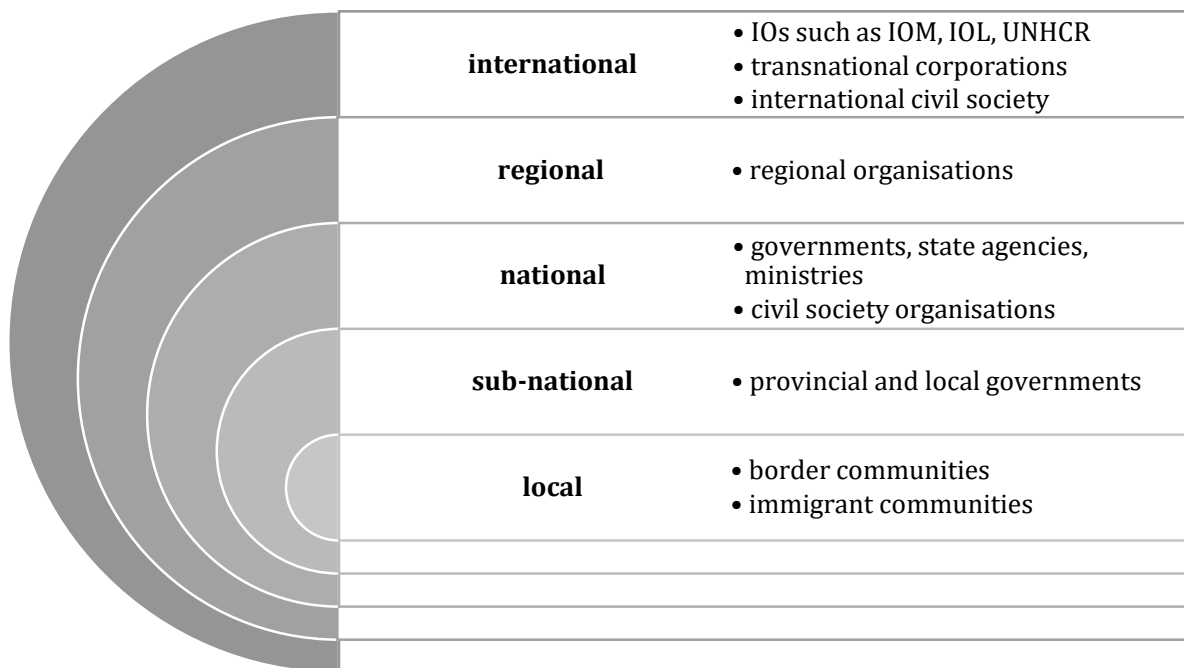 international
• IOs such as IOM, IOL, UNHCR
• transnational corporations
• international civil society
regional
• regional organisations
national
• governments, state agencies,
ministries
• civil society organisations
sub-national
• provincial and local governments
local
• border communities
• immigrant communities